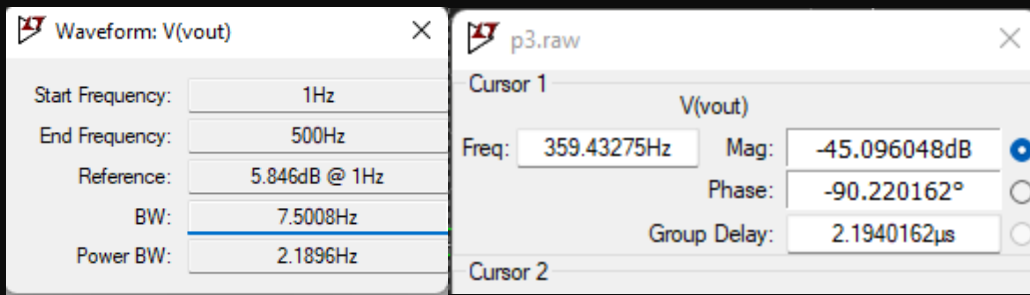 Waveform: V(vout)
Start Frequency: 1Hz
End Frequency: 500Hz
Reference: 5.846dB @ 1Hz
BW: 7.5008Hz
Power BW: 2.1896Hz
p3.raw
Cursor 1
V(vout)
Freq: 359.43275Hz Mag: -45.096048dB
Phase: -90.220162°
Group Delay: 2.1940162µs
Cursor 2